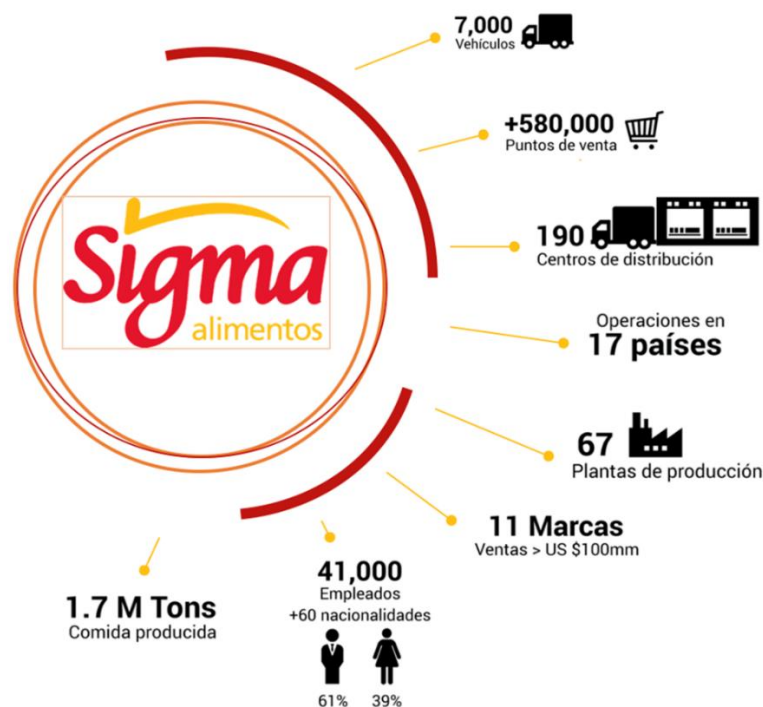 7,000
Vehículos
+580,000
Puntos de venta
190
Centros de distribución
Operaciones en
17 países
67
Plantas de producción
11 Marcas
Ventas > US $100mm
41,000
Empleados
+60 nacionalidades
61% 39%
1.7 M Tons
Comida producida
Sigma
alimentos